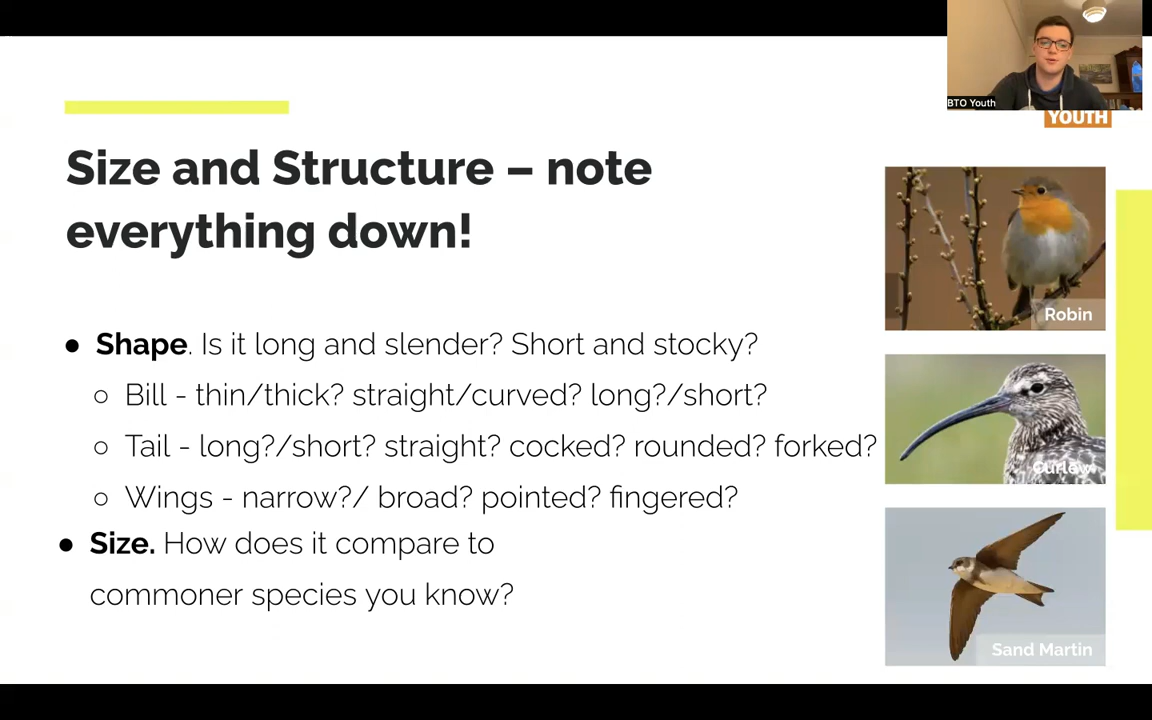 BTO Youth
YOUTH
Size and Structure – note
everything down!
● Shape. Is it long and slender? Short and stocky?
○ Bill - thin/thick? straight/curved? long?/short?
○ Tail - long?/short? straight? cocked? rounded? forked?
○ Wings - narrow?/ broad? pointed? fingered?
● Size. How does it compare to
commoner species you know?
Robin
Curlew
Sand Martin